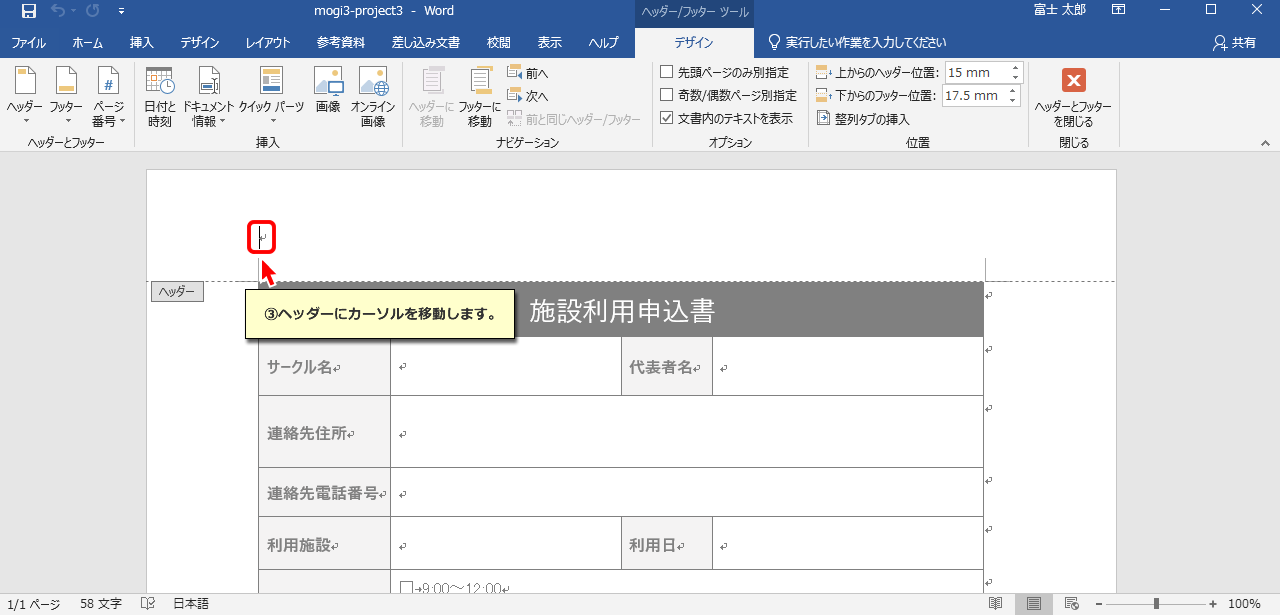 mogi3-project3 - Word
ヘッダー/フッター ツール
富士 太郎
ファイル ホーム 挿入 デザイン レイアウト 参考資料 差し込み文書 校閲 表示 ヘルプ デザイン 実行したい作業を入力してください 共有
ヘッダー フッター ページ番号
ヘッダーとフッター
日付と時刻 ドキュメント情報 クイック パーツ 画像 オンライン画像
挿入
ヘッダーに移動 フッターに移動
前へ
次へ
前と同じヘッダー/フッター
ナビゲーション
先頭ページのみ別指定
奇数/偶数ページ別指定
文書内のテキストを表示
オプション
上からのヘッダー位置: 15 mm
下からのフッター位置: 17.5 mm
整列タブの挿入
位置
ヘッダーとフッターを閉じる
閉じる
ヘッダー
③ヘッダーにカーソルを移動します。
施設利用申込書
サークル名 代表者名
連絡先住所
連絡先電話番号
利用施設 利用日
□→9:00～12:00
1/1 ページ 58 文字 日本語 100%